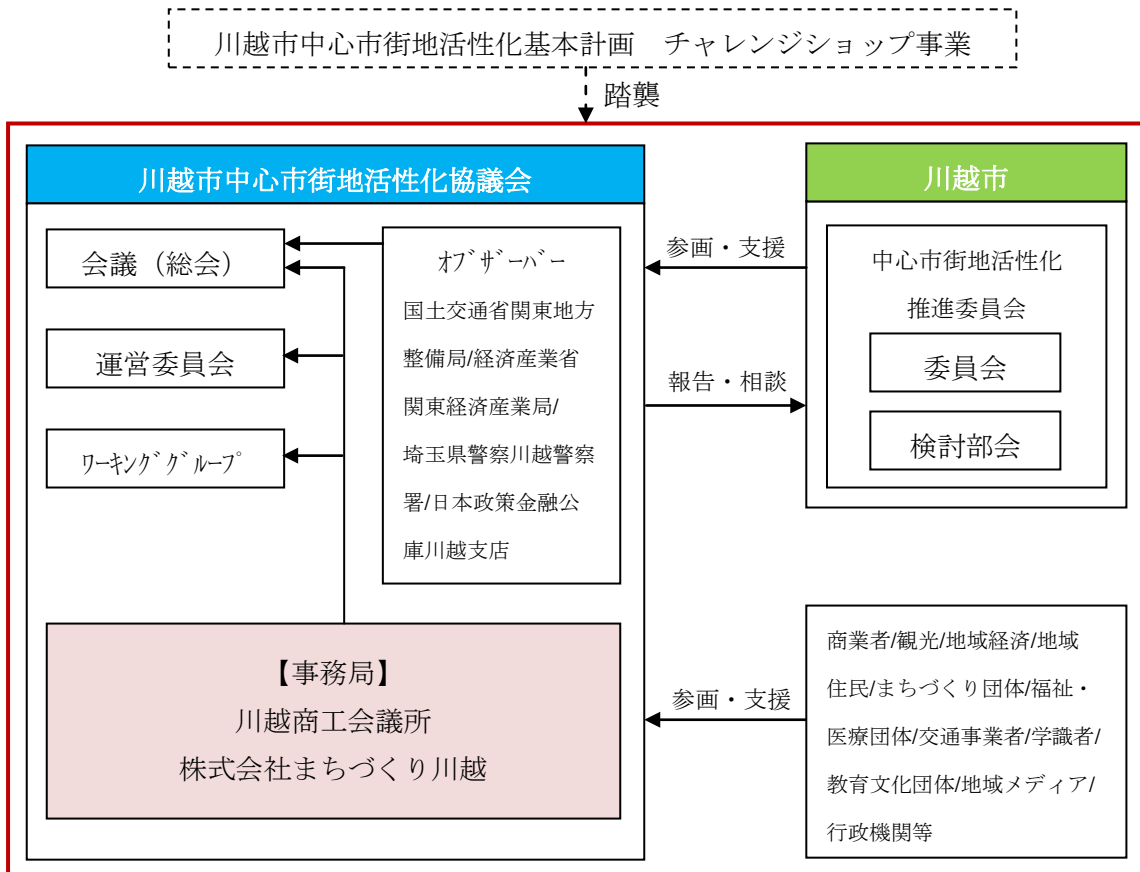 川越市中心市街地活性化基本計画　チャレンジショップ事業
踏襲
川越市中心市街地活性化協議会
会議（総会）
運営委員会
ﾜｰｷﾝｸﾞｸﾞﾙｰﾌﾟ
ｵﾌﾞｻﾞｰﾊﾞｰ
国土交通省関東地方
整備局/経済産業省
関東経済産業局/
埼玉県警察川越警察
署/日本政策金融公
庫川越支店
【事務局】
川越商工会議所
株式会社まちづくり川越
参画・支援
報告・相談
参画・支援
川越市
中心市街地活性化
推進委員会
委員会
検討部会
商業者/観光/地域経済/地域
住民/まちづくり団体/福祉・
医療団体/交通事業者/学識者/
教育文化団体/地域メディア/
行政機関等